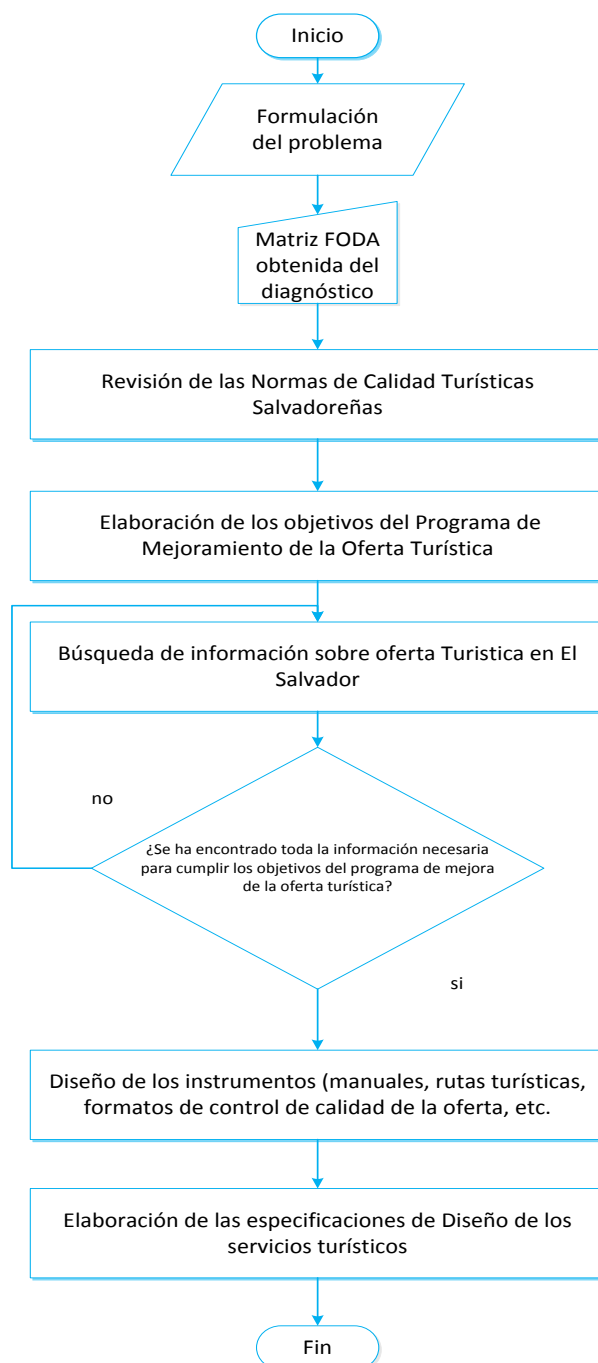 Inicio
Formulación
del problema
Matriz FODA
obtenida del
diagnóstico
Revisión de las Normas de Calidad Turísticas
Salvadoreñas
Elaboración de los objetivos del Programa de
Mejoramiento de la Oferta Turística
Búsqueda de información sobre oferta Turistica en El
Salvador
no
¿Se ha encontrado toda la información necesaria
para cumplir los objetivos del programa de mejora
de la oferta turística?
si
Diseño de los instrumentos (manuales, rutas turísticas,
formatos de control de calidad de la oferta, etc.
Elaboración de las especificaciones de Diseño de los
servicios turísticos
Fin